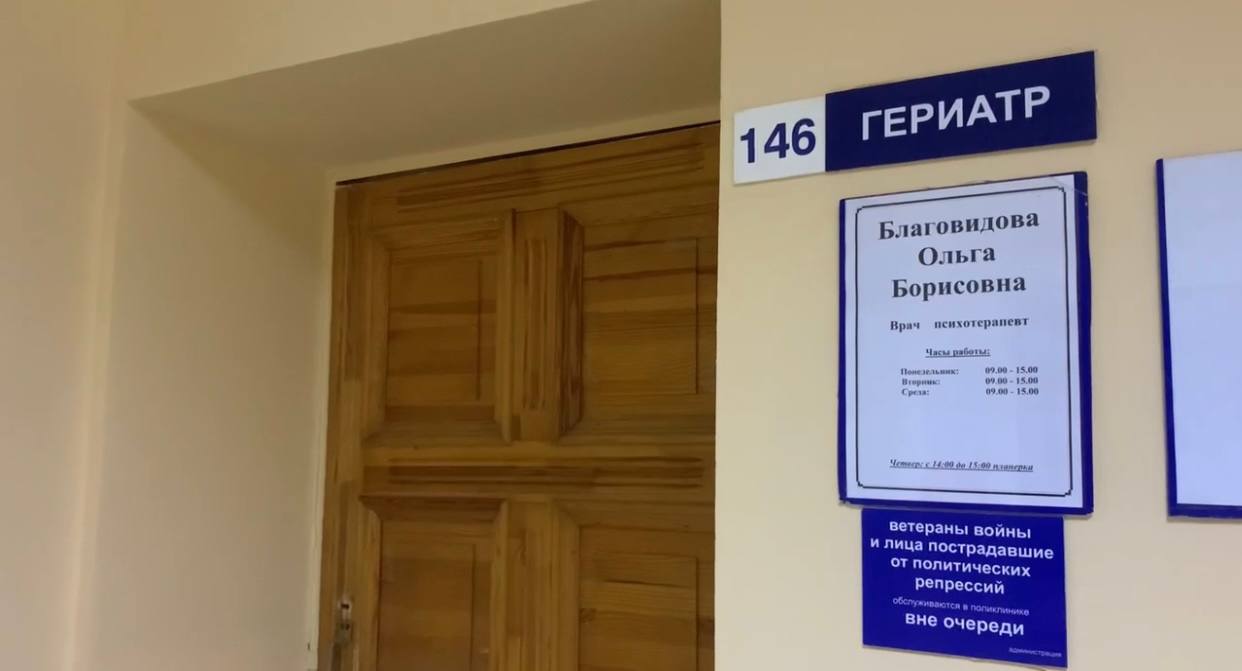 146 ГЕРИАТР
Благовидова
Ольга
Борисовна
Врач психотерапевт
Часы работы:
Понедельник: 09.00 - 15.00
Вторник: 09.00 - 15.00
Среда: 09.00 - 15.00
Четверг: с 14:00 до 15:00 планерка
ветераны войны
и лица пострадавшие
от политических
репрессий
обслуживаются в поликлинике
вне очереди
администрация